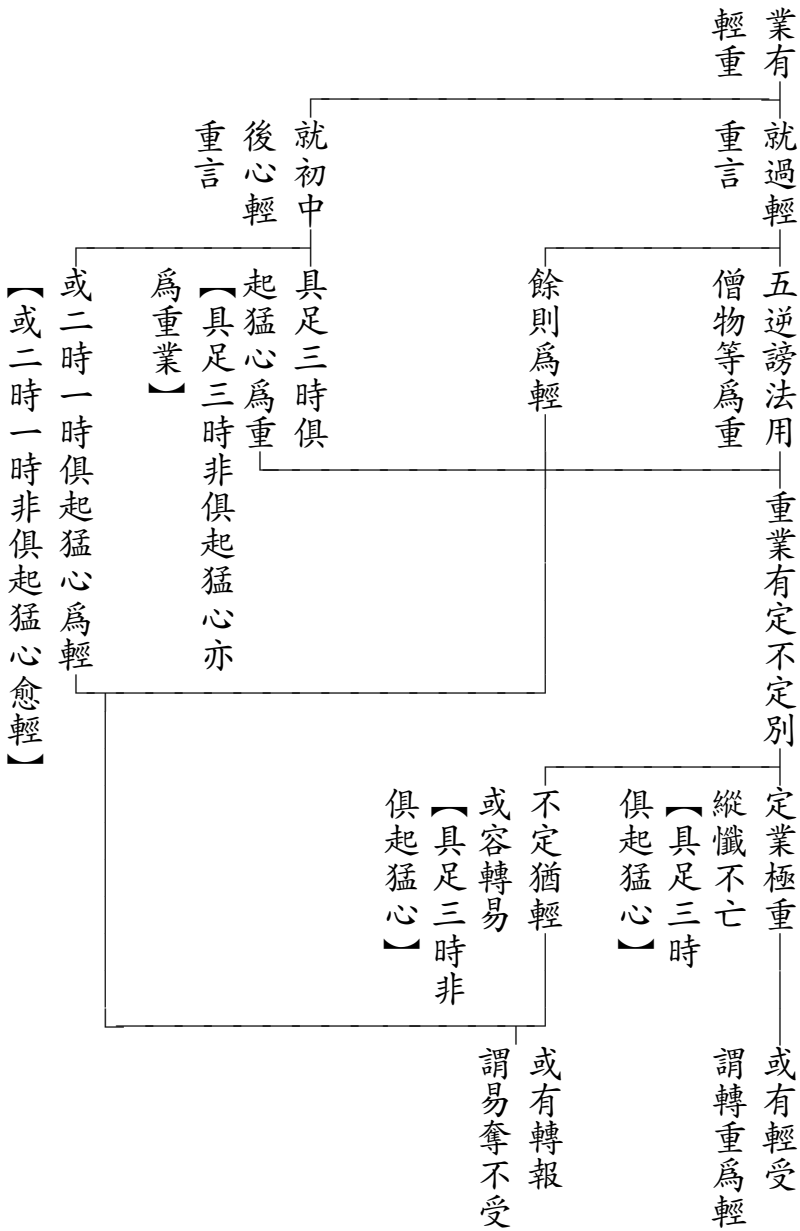 業有
輕重
就過輕
重言
就初中
後心輕
重言
五逆謗法用
僧物等爲重
餘則爲輕
具足三時俱
起猛心爲重
【具足三時非俱起猛心亦
爲重業】
或二時一時俱起猛心爲輕
【或二時一時非俱起猛心愈輕】
重業有定不定別
定業極重
縱懺不亡
【具足三時
俱起猛心】
不定猶輕
或容轉易
【具足三時非
俱起猛心】
或有輕受
謂轉重爲輕
或有轉報
謂易奪不受